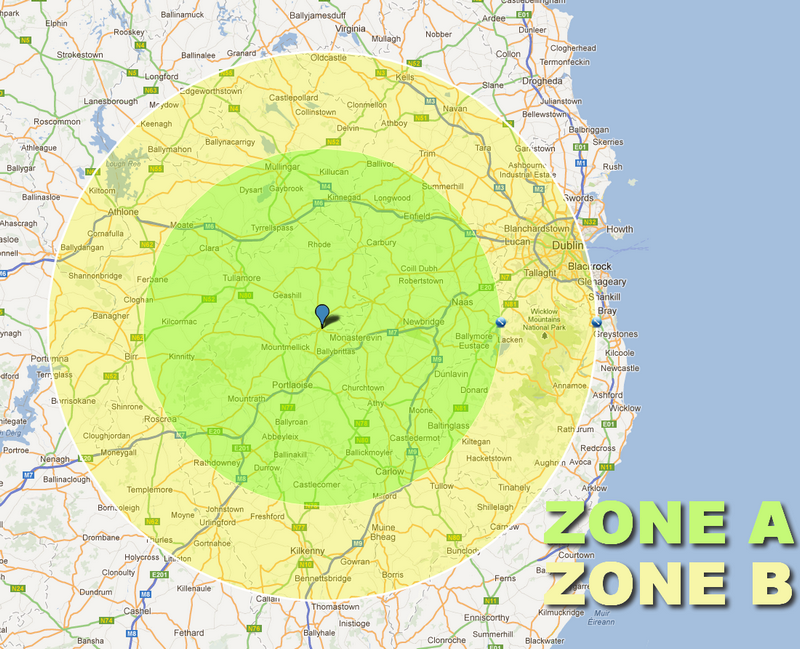 Castlebellingham
Elphin
Ballinamuck
Ballyjamesduff
Ardee
Dunleer
Rooskey
Virginia
Mullagh
Nobber
Strokestown
Ballinalee
Granard
Oldcastle
Collon
Clogherhead
Termonfeckin
Longford
Kells
Slane
Drogheda
Lanesborough
Edgeworthstown
Castlepollard
Clonmellon
Navan
Julianstown
Bellewstown
Roscommon
Keenagh
Collinstown
Athboy
Delvin
Balbriggan
Skerries
Athleague
Ballymahon
Ballynacarrigy
Trim
Tara
Ballygar
Lough Ree
Mullingar
Killucan
Ballivor
Ashbourne
Industrial Esta.
Rush
Kiltoom
Dysart
Gaybrook
Summerhill
Swords
Ballinasloe
Athlone
Kinnegad
Longwood
Enfield
Howth
Ahascragh
Cornafulla
Moate
Tyrrellspass
Blanchardstown
Lucan
Dublin
Ballydangan
Clara
Rhode
Carbury
Tallaght
Blackrock
Shannonbridge
Ferbane
Tullamore
Coill Dubh
Robertstown
Glenageary
Shankill
Cloghan
Geashill
Naas
Bray
Banagher
Kilcormac
Newbridge
Wicklow
Mountains
National Park
Greystones
Birr
Kinnitty
Mountmellick
Monasterevin
Ballybrittas
Ballymore
Eustace
Lacken
Kilcoole
Newcastle
Portumna
Terryglass
Portlaoise
Churchtown
Dunlavin
Donard
Annamoe
Ashford
Borrisokane
Shinrone
Mountrath
Athy
Moone
Wicklow
Roscrea
Ballyroan
Baltinglass
Rathdrum
Cloughjordan
Abbeyleix
Castledermot
Kiltegan
Redcross
Portroe
Moneygall
Ballinakill
Ballickmoyler
Hacketstown
Aughrim
Avoca
Nenagh
Rathdowney
Durrow
Carlow
Ballinaclough
Templemore
Castlecomer
Tullow
Tinahely
Arklow
Johnstown
Milford
Shillelagh
Moyne
Urlingford
Freshford
Muine
Bheag
ZONE A
Drombane
Gortnahoe
Kilkenny
Bunclody
Courtown
Holycross
Gowran
Clonoulty
Bennettsbridge
Borris
Ferns
ZONE B
Dundrum
Killenaule
Callan
Thomastown
Kilmuckridge
Cashel
Enniscorthy
Muir
Éireann
Fethard
Ballyhale
Inistioge
Clonroche
Summerhill
Blackwater
Bansha